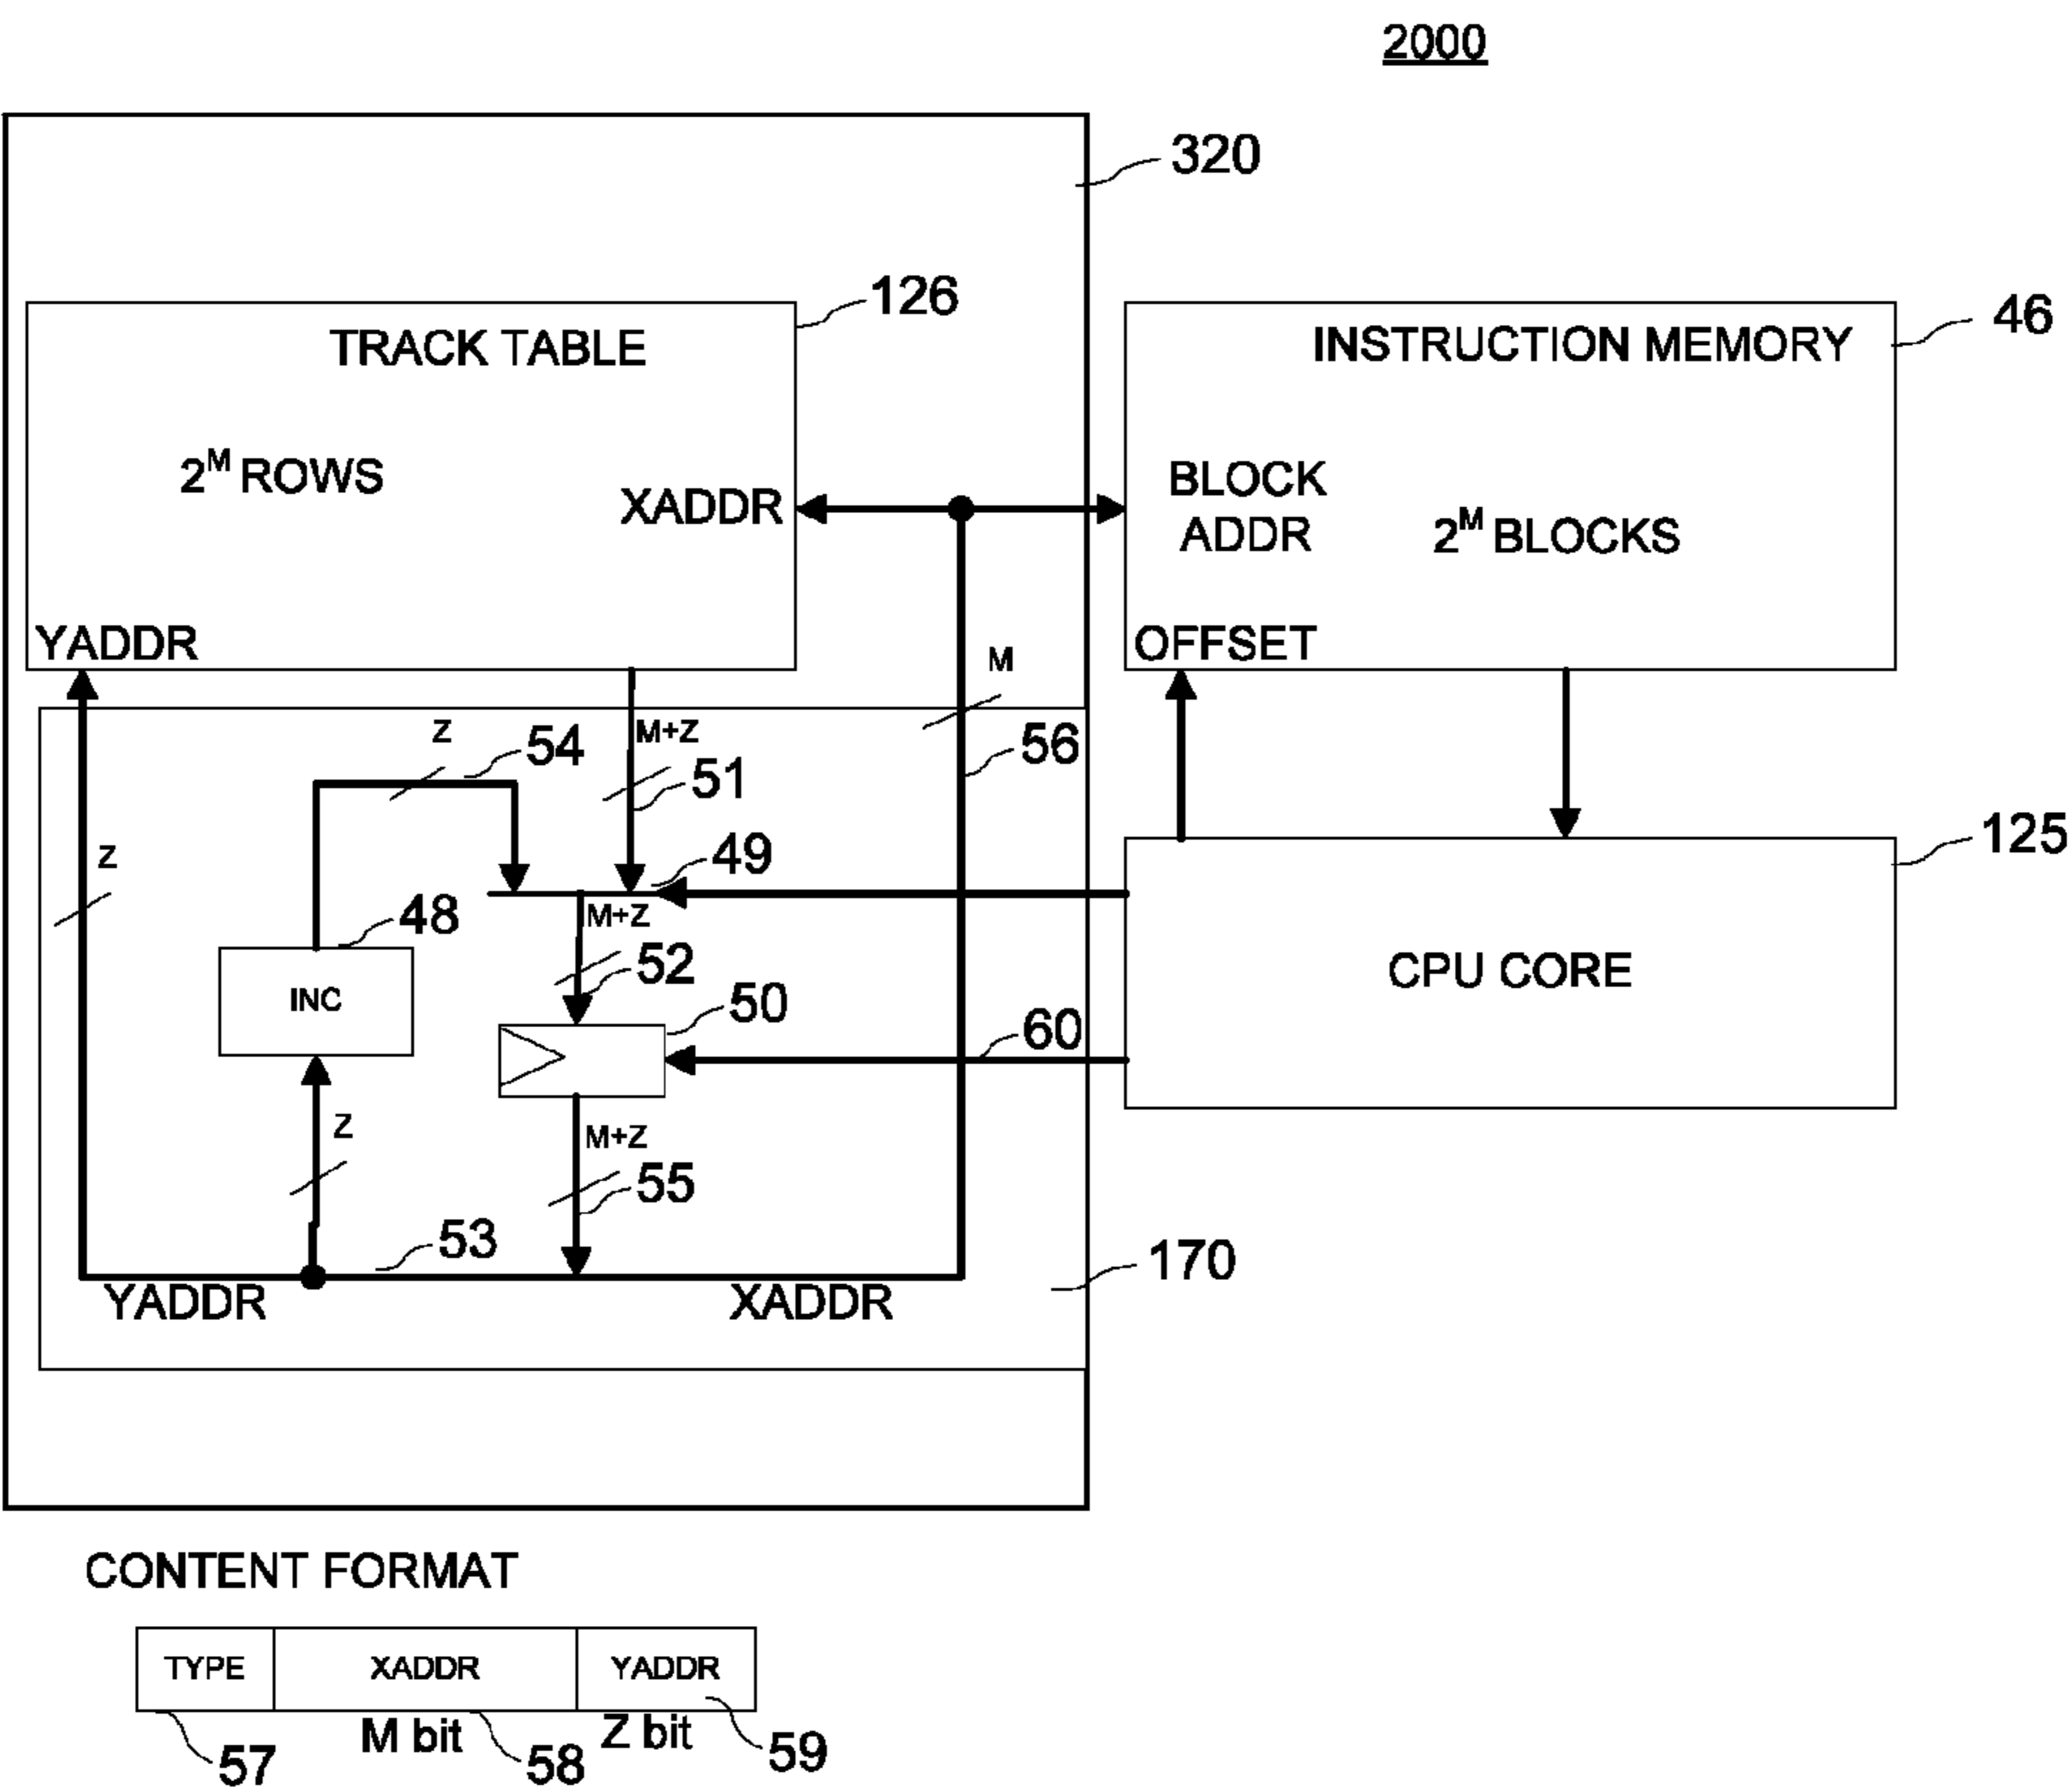 2000
320
126
46
TRACK TABLE
INSTRUCTION MEMORY
2^M ROWS
XADDR
BLOCK
ADDR
2^M BLOCKS
YADDR
OFFSET
M
Z
54
M+Z
51
56
Z
49
125
48
M+Z
52
CPU CORE
INC
50
60
Z
M+Z
55
53
170
YADDR
XADDR
CONTENT FORMAT
TYPE
XADDR
YADDR
M bit
Z bit
57
58
59